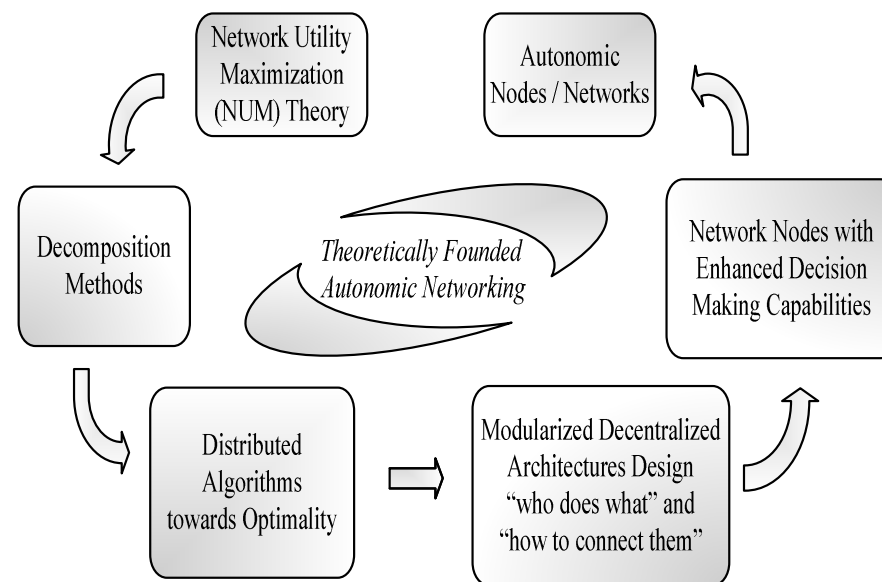 Network Utility
Maximization
(NUM) Theory
Autonomic
Nodes / Networks
Decomposition
Methods
Theoretically Founded
Autonomic Networking
Network Nodes with
Enhanced Decision
Making Capabilities
Distributed
Algorithms
towards Optimality
Modularized Decentralized
Architectures Design
“who does what” and
“how to connect them”